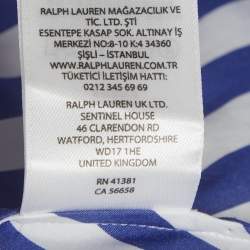 RALPH LAUREN MAĞAZACILIK VE
TİC. LTD. ŞTİ
ESENTEPE KASAP SOK. ALTINAY İŞ
MERKEZİ NO:8-10 K:4 34360
ŞİŞLİ - İSTANBUL
WWW.RALPHLAUREN.COM
TÜKETİCİ İLETİŞİM HATTI:
0212 345 69 69
RALPH LAUREN UK LTD.
SENTINEL HOUSE
46 CLARENDON RD
WATFORD, HERTFORDSHIRE
WD17 1HE
UNITED KINGDOM
RN 41381
CA 56658